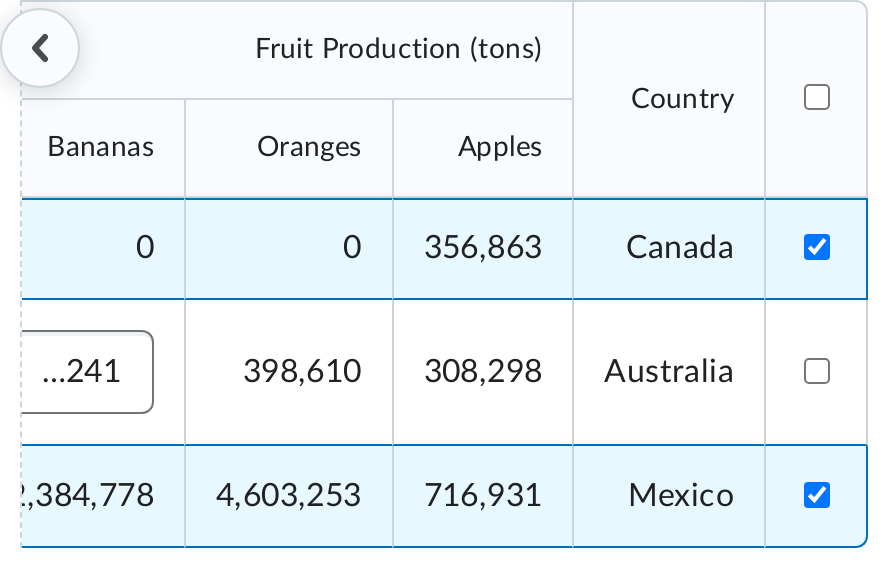 Fruit Production (tons)
Country
Bananas Oranges Apples
0 0 356,863 Canada
...241 398,610 308,298 Australia
,384,778 4,603,253 716,931 Mexico